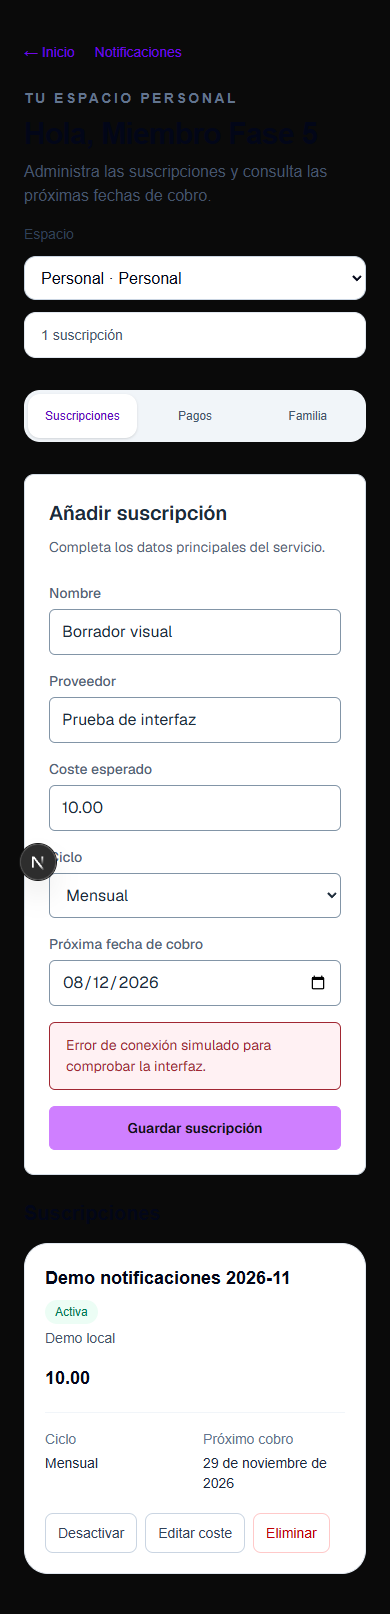 ← Inicio Notificaciones
TU ESPACIO PERSONAL
Hola, Miembro Fase 5
Administra las suscripciones y consulta las
próximas fechas de cobro.
Espacio
Personal · Personal
1 suscripción
Suscripciones Pagos Familia
Añadir suscripción
Completa los datos principales del servicio.
Nombre
Borrador visual
Proveedor
Prueba de interfaz
Coste esperado
10.00
N
Ciclo
Mensual
Próxima fecha de cobro
08/12/2026
Error de conexión simulado para
comprobar la interfaz.
Guardar suscripción
Suscripciones
Demo notificaciones 2026-11
Activa
Demo local
10.00
Ciclo Próximo cobro
Mensual 29 de noviembre de
2026
Desactivar Editar coste Eliminar